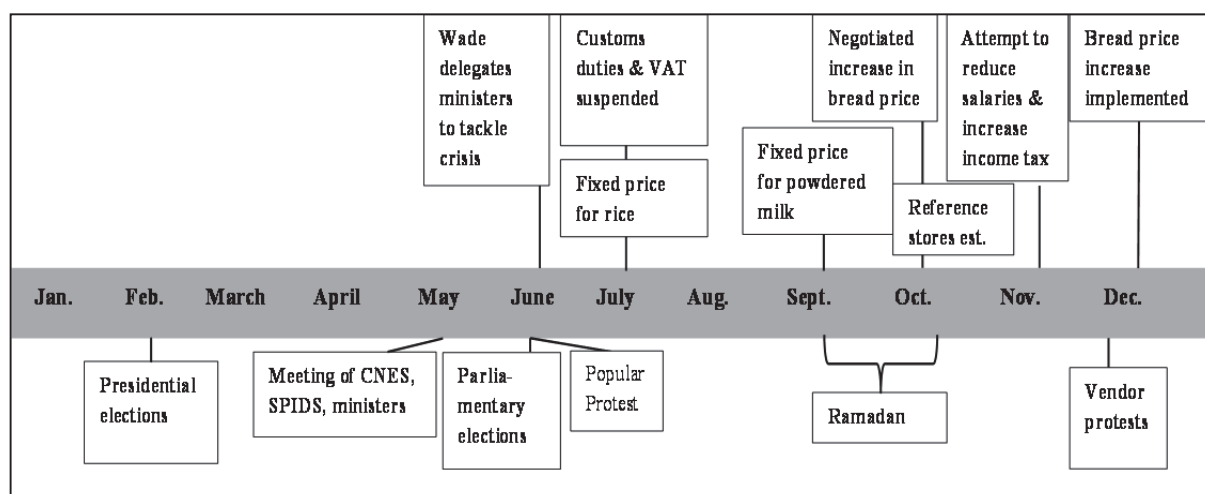 Wade
delegates
ministers
to tackle
crisis
Customs
duties & VAT
suspended
Fixed price
for rice
Fixed price
for powdered
milk
Negotiated
increase in
bread price
Reference
stores est.
Attempt to
reduce
salaries &
increase
income tax
Bread price
increase
implemented
Jan. Feb. March April May June July Aug. Sept. Oct. Nov. Dec.
Presidential
elections
Meeting of CNES,
SPIDS, ministers
Parlia-
mentary
elections
Popular
Protest
Ramadan
Vendor
protests